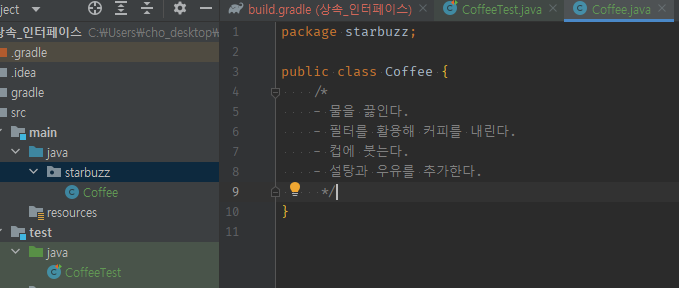 ject
build.gradle (상속_인터페이스)
CoffeeTest.java
Coffee.java
상속_인터페이스
C:₩Users₩cho_desktop₩
.gradle
.idea
gradle
src
main
java
starbuzz
Coffee
resources
test
java
CoffeeTest
1 package starbuzz;
2
3 public class Coffee {
4 /*
5 - 물을 끓인다.
6 - 필터를 활용해 커피를 내린다.
7 - 컵에 붓는다.
8 - 설탕과 우유를 추가한다.
9 */
10 }
11